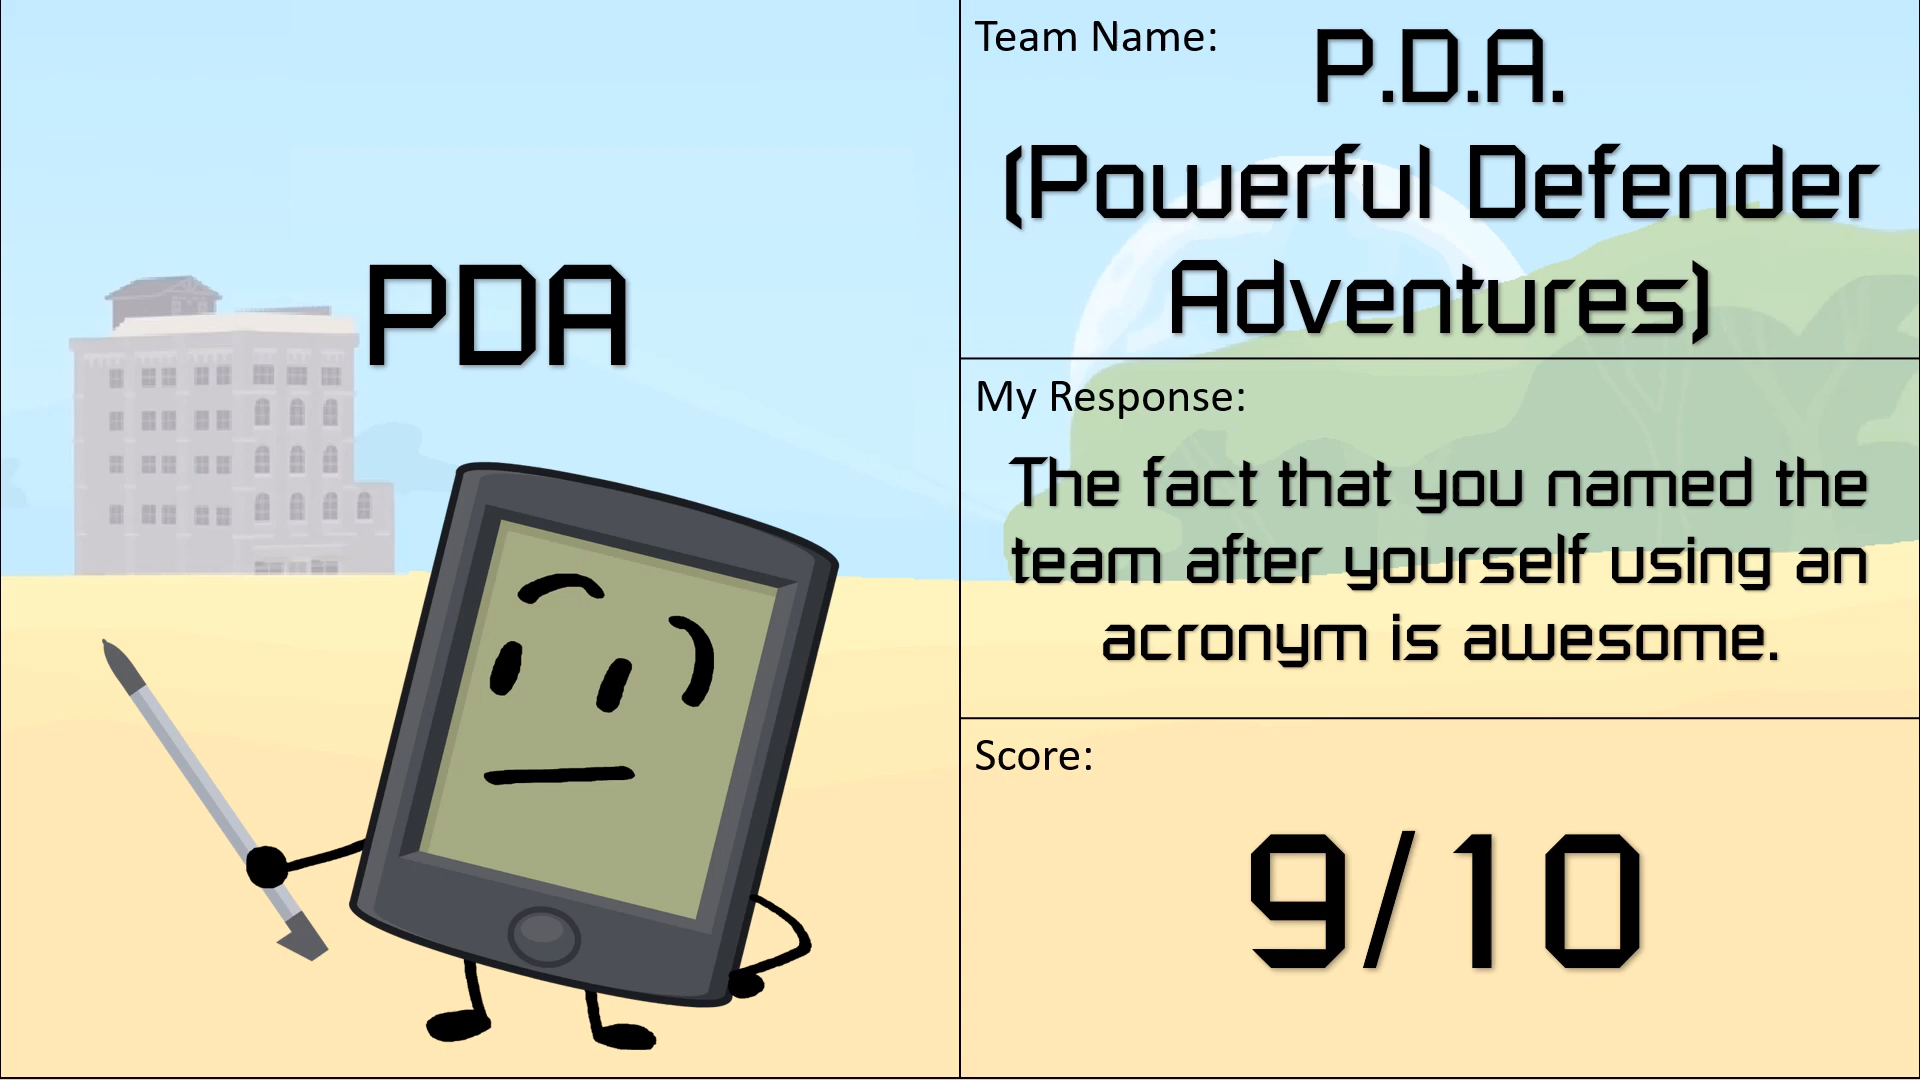 PDA
Team Name:
P.D.A.
(Powerful Defender
Adventures)
My Response:
The fact that you named the
team after yourself using an
acronym is awesome.
Score:
9/10